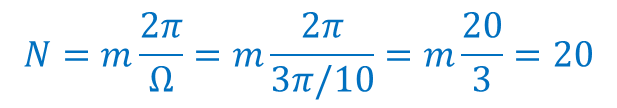 N = m 2π/Ω = m 2π/(3π/10) = m 20/3 = 20